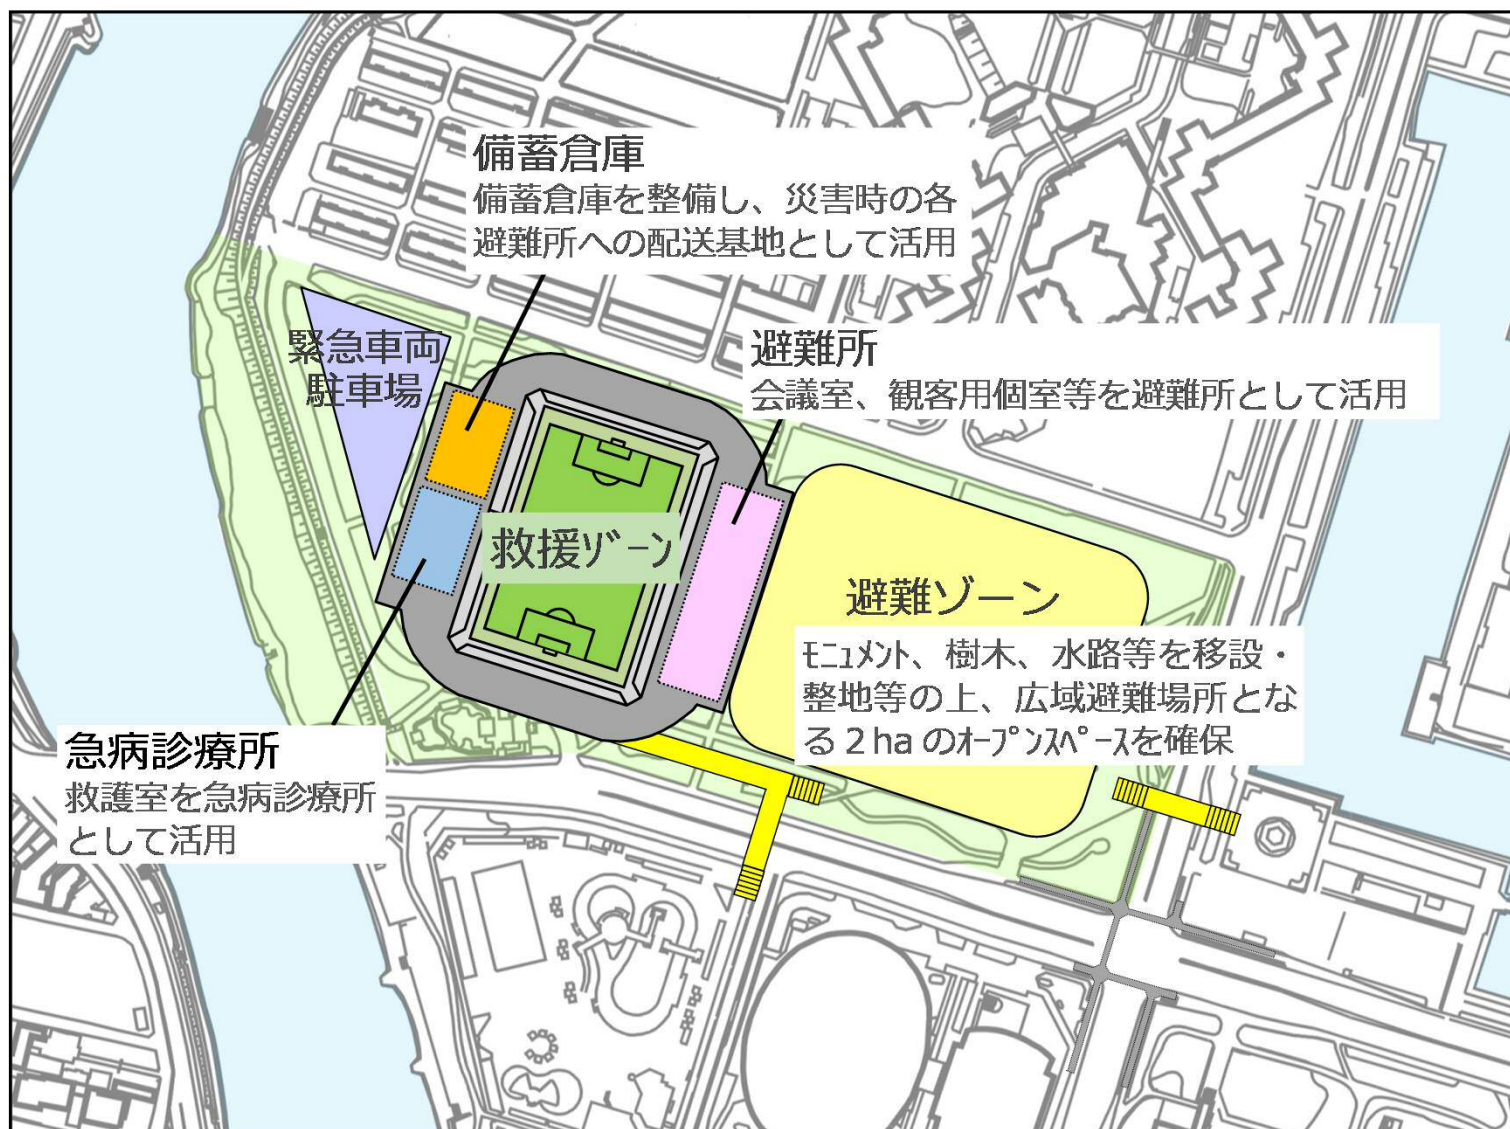 備蓄倉庫
備蓄倉庫を整備し、災害時の各
避難所への配送基地として活用
緊急車両
駐車場
避難所
会議室、観客用個室等を避難所として活用
救援ｿﾞｰﾝ
避難ゾーン
ﾓﾆｭﾒﾝﾄ、樹木、水路等を移設・
整地等の上、広域避難場所とな
る２haのｵｰﾌﾟﾝｽﾍﾟｰｽを確保
急病診療所
救護室を急病診療所
として活用